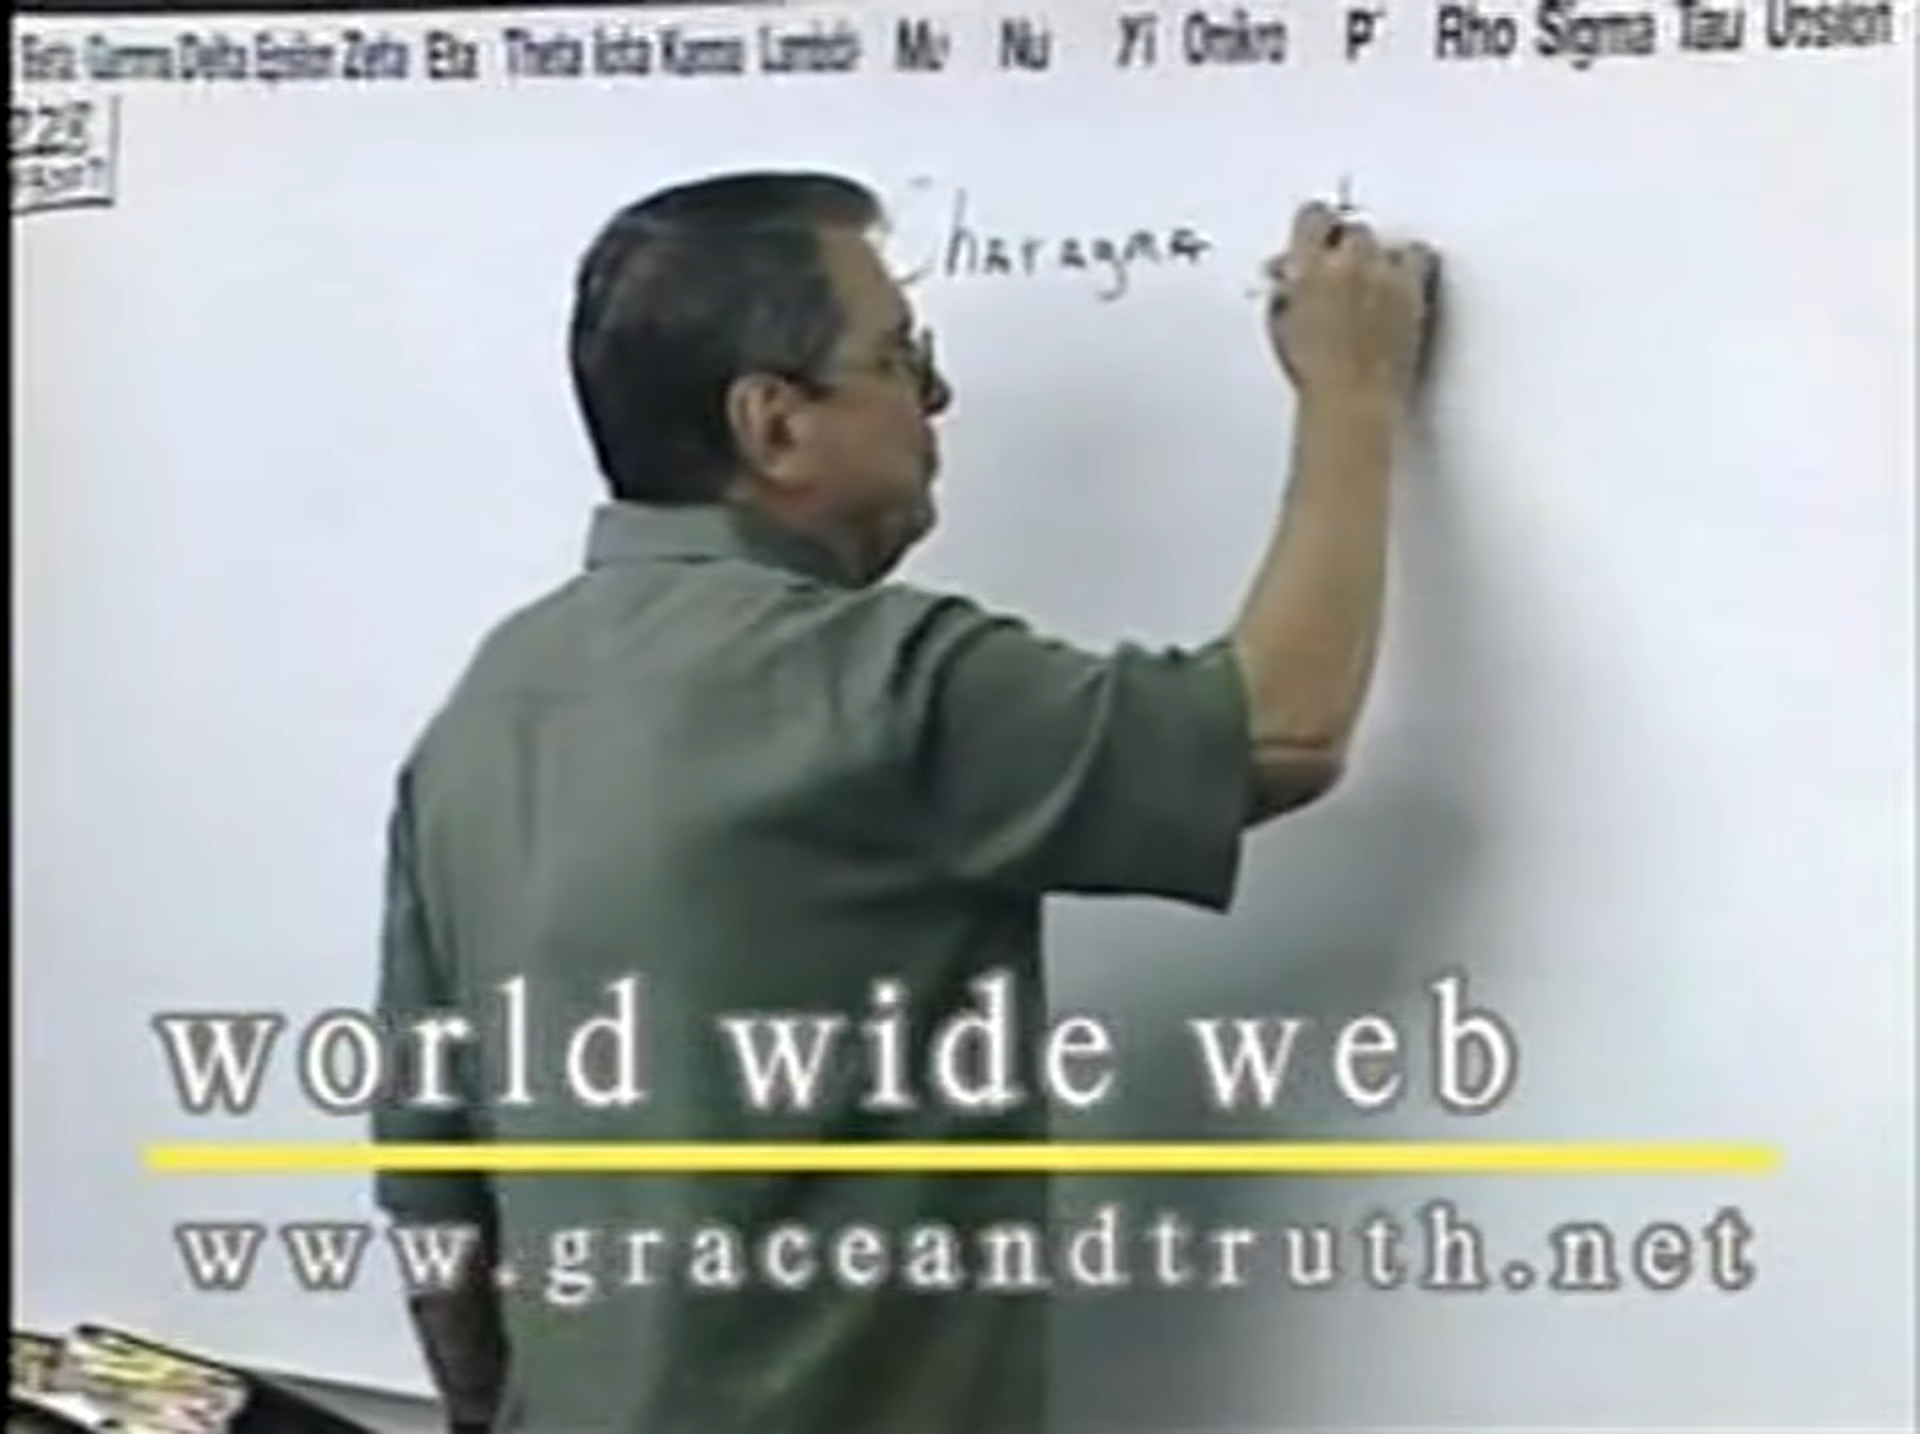 Beta Gamma Delta Epsilon Zeta Eta Theta Iota Kappa Lambda Mu Nu Xi Omikro P Rho Sigma Tau Upsilon
Charagma
world wide web
www.graceandtruth.net